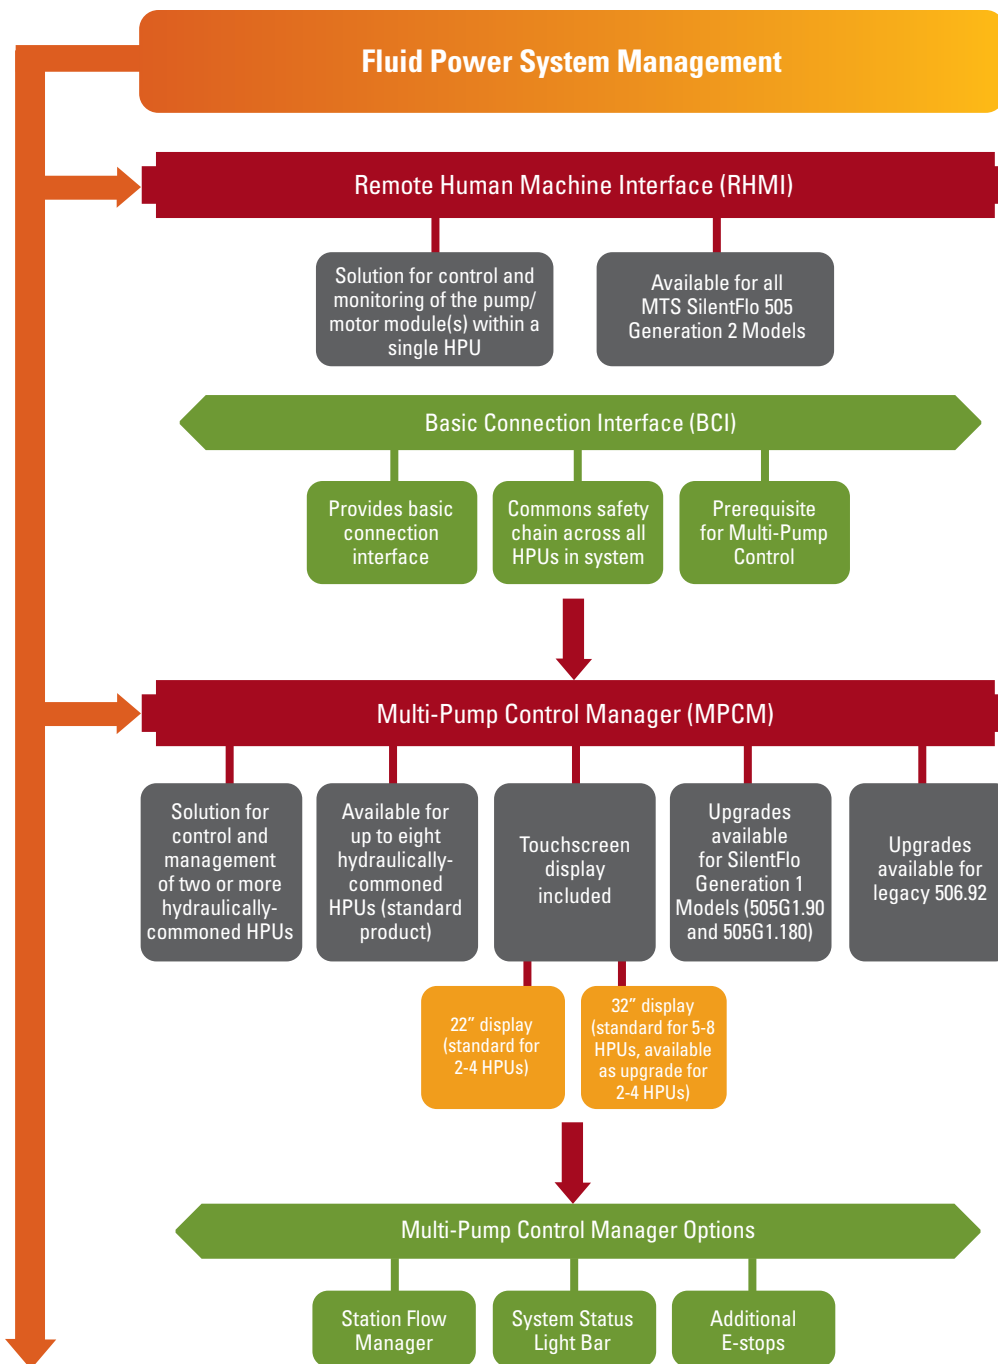 Fluid Power System Management
Remote Human Machine Interface (RHMI)
Solution for control and
monitoring of the pump/
motor module(s) within a
single HPU
Available for all
MTS SilentFlo 505
Generation 2 Models
Basic Connection Interface (BCI)
Provides basic
connection
interface
Commons safety
chain across all
HPUs in system
Prerequisite
for Multi-Pump
Control
Multi-Pump Control Manager (MPCM)
Solution for
control and
management
of two or more
hydraulically-
commoned HPUs
Available for
up to eight
hydraulically-
commoned
HPUs (standard
product)
Touchscreen
display
included
Upgrades
available
for SilentFlo
Generation 1
Models (505G1.90
and 505G1.180)
Upgrades
available for
legacy 506.92
22” display
(standard for
2-4 HPUs)
32” display
(standard for 5-8
HPUs, available
as upgrade for
2-4 HPUs)
Multi-Pump Control Manager Options
Station Flow
Manager
System Status
Light Bar
Additional
E-stops